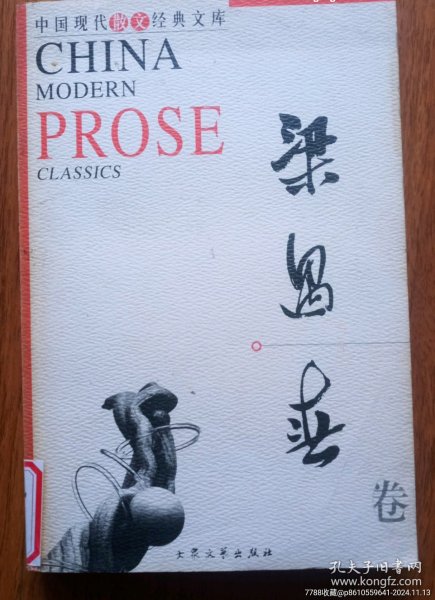 中国现代散文经典文库
CHINA
MODERN
PROSE
CLASSICS
梁
遇
春
卷
大众文艺出版社
孔夫子旧书网
www.kongfz.com
7788收藏@p8610559641-2024.11.13